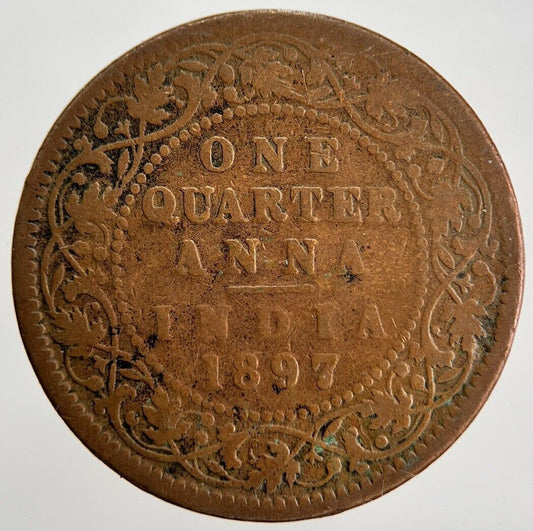 ONE
QUARTER
ANNA
INDIA
1897